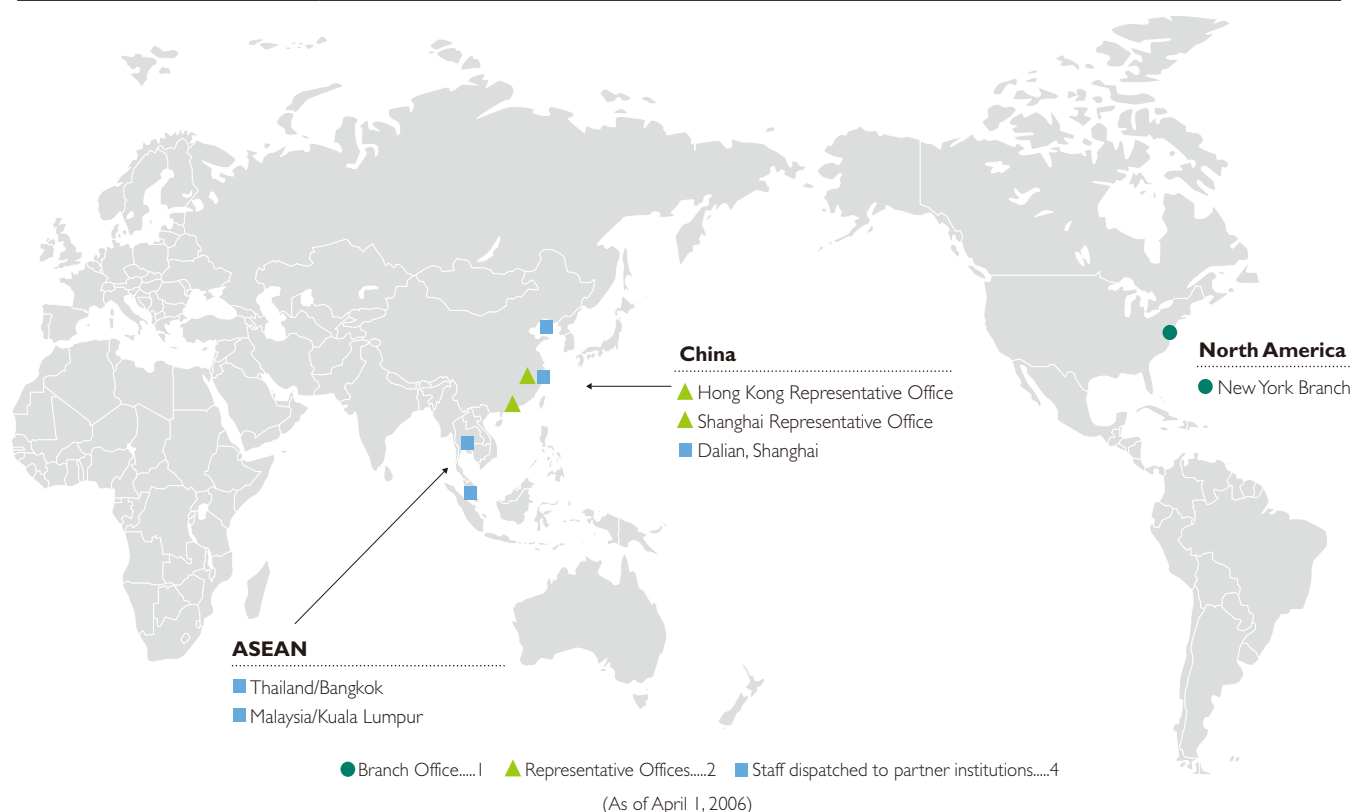 China
Hong Kong Representative Office
Shanghai Representative Office
Dalian, Shanghai
North America
New York Branch
ASEAN
Thailand/Bangkok
Malaysia/Kuala Lumpur
Branch Office.....1 Representative Offices.....2 Staff dispatched to partner institutions.....4
(As of April 1, 2006)